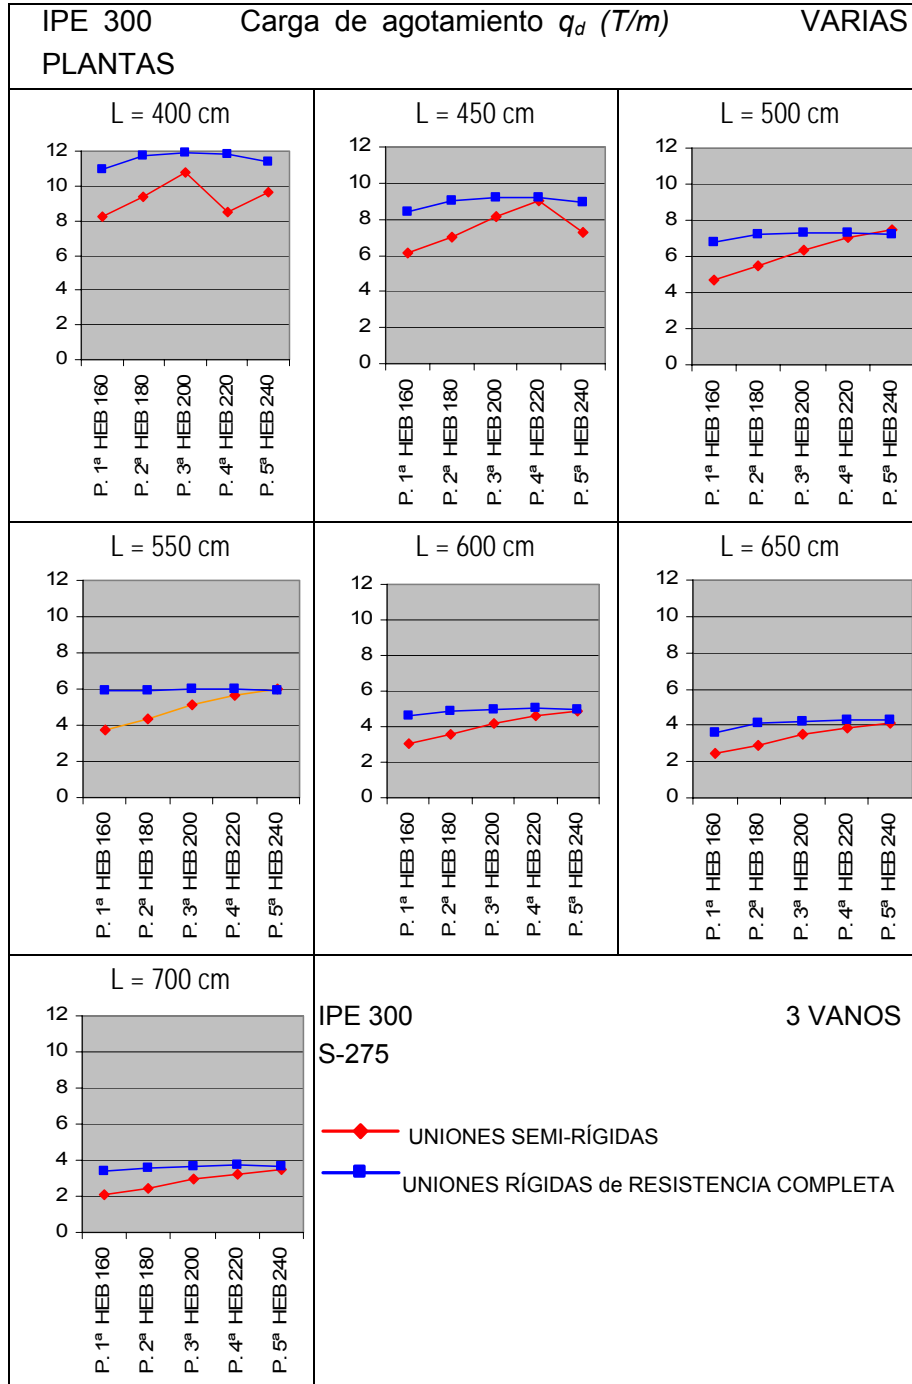 IPE 300 Carga de agotamiento qd (T/m) VARIAS
PLANTAS
L = 400 cm
12
10
8
6
4
2
0
P. 1ª HEB 160
P. 2ª HEB 180
P. 3ª HEB 200
P. 4ª HEB 220
P. 5ª HEB 240
L = 450 cm
12
10
8
6
4
2
0
P. 1ª HEB 160
P. 2ª HEB 180
P. 3ª HEB 200
P. 4ª HEB 220
P. 5ª HEB 240
L = 500 cm
12
10
8
6
4
2
0
P. 1ª HEB 160
P. 2ª HEB 180
P. 3ª HEB 200
P. 4ª HEB 220
P. 5ª HEB 240
L = 550 cm
12
10
8
6
4
2
0
P. 1ª HEB 160
P. 2ª HEB 180
P. 3ª HEB 200
P. 4ª HEB 220
P. 5ª HEB 240
L = 600 cm
12
10
8
6
4
2
0
P. 1ª HEB 160
P. 2ª HEB 180
P. 3ª HEB 200
P. 4ª HEB 220
P. 5ª HEB 240
L = 650 cm
12
10
8
6
4
2
0
P. 1ª HEB 160
P. 2ª HEB 180
P. 3ª HEB 200
P. 4ª HEB 220
P. 5ª HEB 240
L = 700 cm
12
10
8
6
4
2
0
P. 1ª HEB 160
P. 2ª HEB 180
P. 3ª HEB 200
P. 4ª HEB 220
P. 5ª HEB 240
IPE 300 3 VANOS
S-275
UNIONES SEMI-RÍGIDAS
UNIONES RÍGIDAS de RESISTENCIA COMPLETA